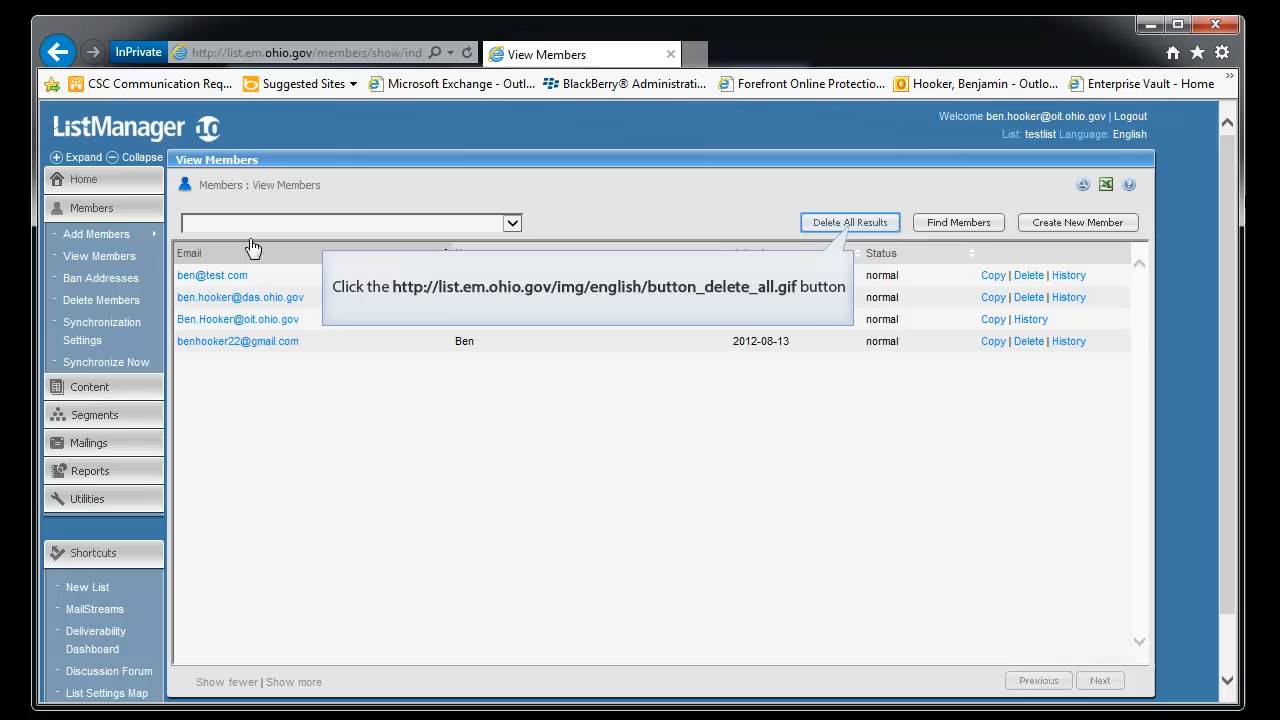 InPrivate
http://list.em.ohio.gov/members/show/ind
View Members
CSC Communication Req...
Suggested Sites
Microsoft Exchange - Outl...
BlackBerry® Administrati...
Forefront Online Protectio...
Hooker, Benjamin - Outlo...
Enterprise Vault - Home
ListManager 10
Welcome ben.hooker@oit.ohio.gov | Logout
List: testlist Language: English
Expand Collapse
Home
Members
Add Members
View Members
Ban Addresses
Delete Members
Synchronization
Settings
Synchronize Now
Content
Segments
Mailings
Reports
Utilities
Shortcuts
New List
MailStreams
Deliverability
Dashboard
Discussion Forum
List Settings Map
View Members
Members : View Members
Delete All Results
Find Members
Create New Member
Email
Status
ben@test.com normal Copy | Delete | History
ben.hooker@das.ohio.gov normal Copy | Delete | History
Ben.Hooker@oit.ohio.gov normal Copy | History
benhooker22@gmail.com Ben 2012-08-13 normal Copy | Delete | History
Click the http://list.em.ohio.gov/img/english/button_delete_all.gif button
Show fewer | Show more
Previous
Next